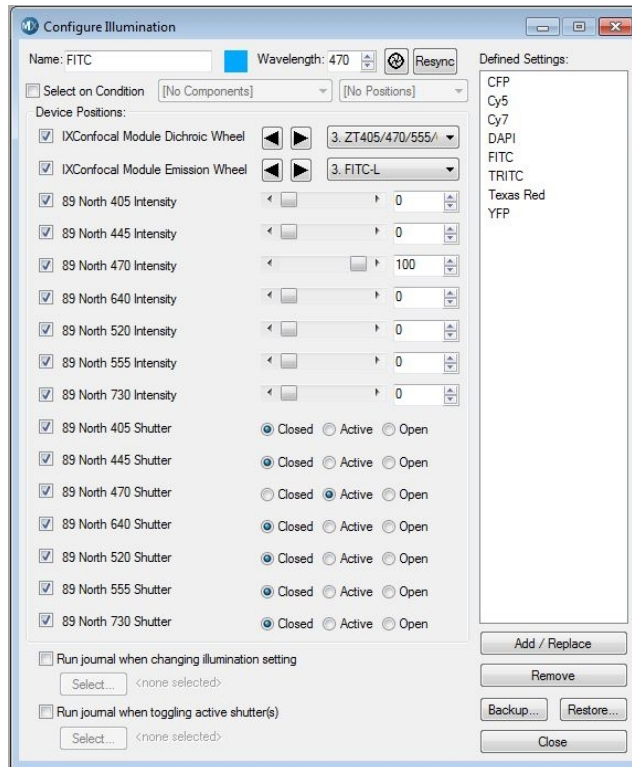 MX Configure Illumination
Name: FITC Wavelength: 470 Resync Defined Settings:
Select on Condition [No Components] [No Positions]
Device Positions:
IXConfocal Module Dichroic Wheel 3. ZT405/470/555/
IXConfocal Module Emission Wheel 3. FITC-L
89 North 405 Intensity 0
89 North 445 Intensity 0
89 North 470 Intensity 100
89 North 640 Intensity 0
89 North 520 Intensity 0
89 North 555 Intensity 0
89 North 730 Intensity 0
89 North 405 Shutter Closed Active Open
89 North 445 Shutter Closed Active Open
89 North 470 Shutter Closed Active Open
89 North 640 Shutter Closed Active Open
89 North 520 Shutter Closed Active Open
89 North 555 Shutter Closed Active Open
89 North 730 Shutter Closed Active Open
Run journal when changing illumination setting
Select... <none selected>
Run journal when toggling active shutter(s)
Select... <none selected>
CFP
Cy5
Cy7
DAPI
FITC
TRITC
Texas Red
YFP
Add / Replace
Remove
Backup... Restore...
Close